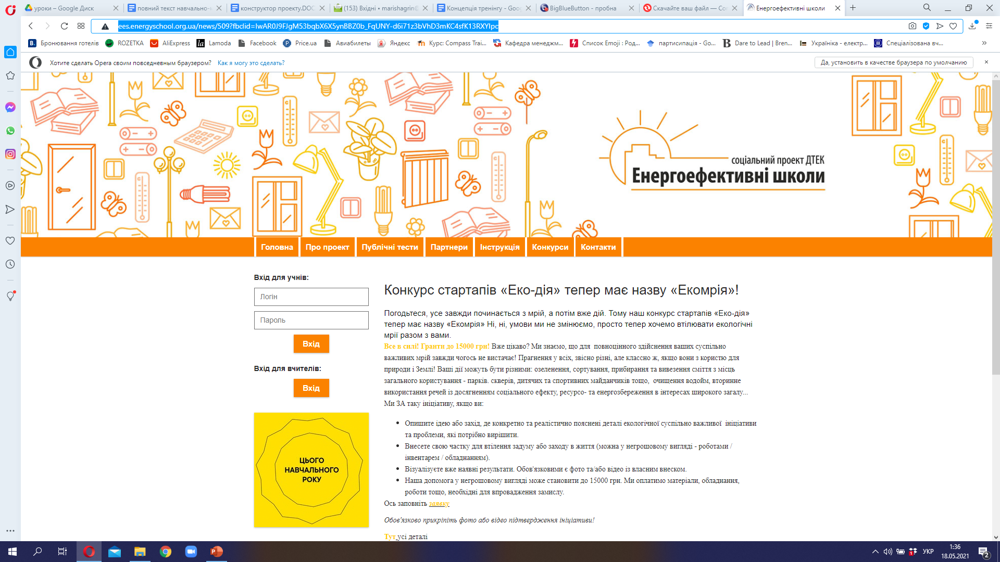 уроки – Google Диск
повний текст навчально-м
конструктор проекту.DOC
(153) Вхідні • marishagrin@
Концепція тренінгу - Goo
BigBlueButton - пробна
Скачайте ваш файл — Con
Енергоефективні школи
ees.energyschool.org.ua/news/509?fbclid=IwAR0J9FJgM53bqbX6X5ynBBZ0b_FqUNY-d6i71z3bVhD3mKC4sfK13RXYIpc
Бронювання готелів
ROZETKA
AliExpress
Lamoda
Facebook
Price.ua
Авиабилеты
Яндекс
Курс: Compass Trai...
Кафедра менеджм...
Список Emoji : Род...
партисипація - Go...
Dare to Lead | Bren...
Україніка - електр...
Спеціалізована вч...
Хотите сделать Opera своим повседневным браузером? Как я могу это сделать?
Да, установить в качестве браузера по умолчанию
соціальний проект ДТЕК
Енергоефективні школи
Головна
Про проект
Публічні тести
Партнери
Інструкція
Конкурси
Контакти
Вхід для учнів:
Логін
Пароль
Вхід
Вхід для вчителів:
Вхід
ЦЬОГО
НАВЧАЛЬНОГО
РОКУ
Конкурс стартапів «Еко-дія» тепер має назву «Екомрія»!
Погодьтеся, усе завжди починається з мрій, а потім вже дій. Тому наш конкурс стартапів «Еко-дія»
тепер має назву «Екомрія» Ні, ні, умови ми не змінюємо, просто тепер хочемо втілювати екологічні
мрії разом з вами.
Все в силі! Гранти до 15000 грн! Вже цікаво? Ми знаємо, що для повноцінного здійснення ваших суспільно
важливих мрій завжди чогось не вистачає! Прагнення у всіх, звісно різні, але классно ж, якщо вони з користю для
природи і Землі! Ваші дії можуть бути різними: озеленення, сортування, прибирання та вивезення сміття з місць
загального користування - парків. скверів, дитячих та спортивних майданчиків тощо, очищення водойм, вторинне
використання речей із досягненням соціального ефекту, ресурсо- та енергозбереження в інтересах широкого загалу...
Ми ЗА таку ініціативу, якщо ви:
• Опишите ідею або захід, де конкретно та реалістично пояснені деталі екологічної суспільно важливої ініціативи
та проблеми, які потрібно вирішити.
• Внесете свою частку для втілення задуму або заходу в життя (можна у негрошовому вигляді - роботами /
інвентарем / обладнанням).
• Візуалізуєте вже наявні результати. Обов'язковими є фото та/або відео із власним внеском.
• Наша допомога у негрошовому вигляді може становити до 15000 грн. Ми оплатимо матеріали, обладнання,
роботи тощо, необхідні для впровадження замислу.
Ось заповніть заявку
Обов'язково прикріпіть фото або відео підтвердження ініціативи!
Тут усі деталі
УКР
1:36
18.05.2021
2